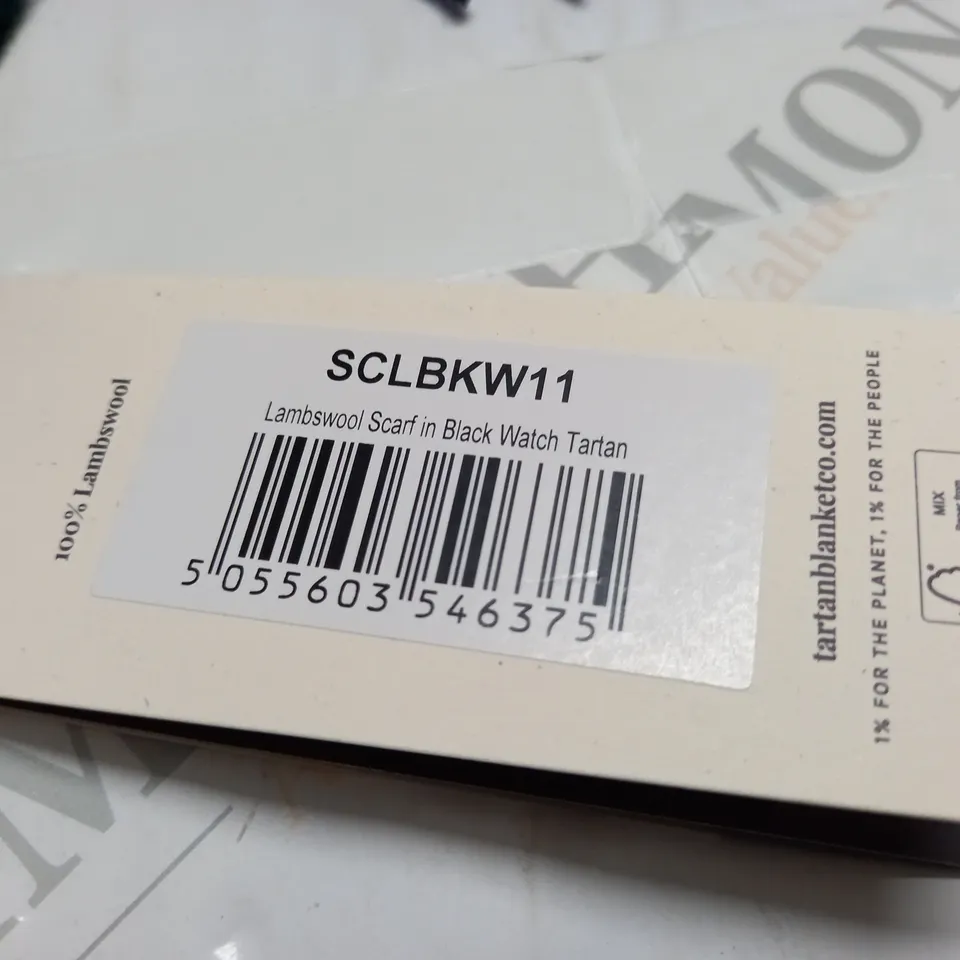 SCLBKW11
Lambswool Scarf in Black Watch Tartan
5 055603 546375
100% Lambswool
tartanblanketco.com
1% FOR THE PLANET, 1% FOR THE PEOPLE
MIX